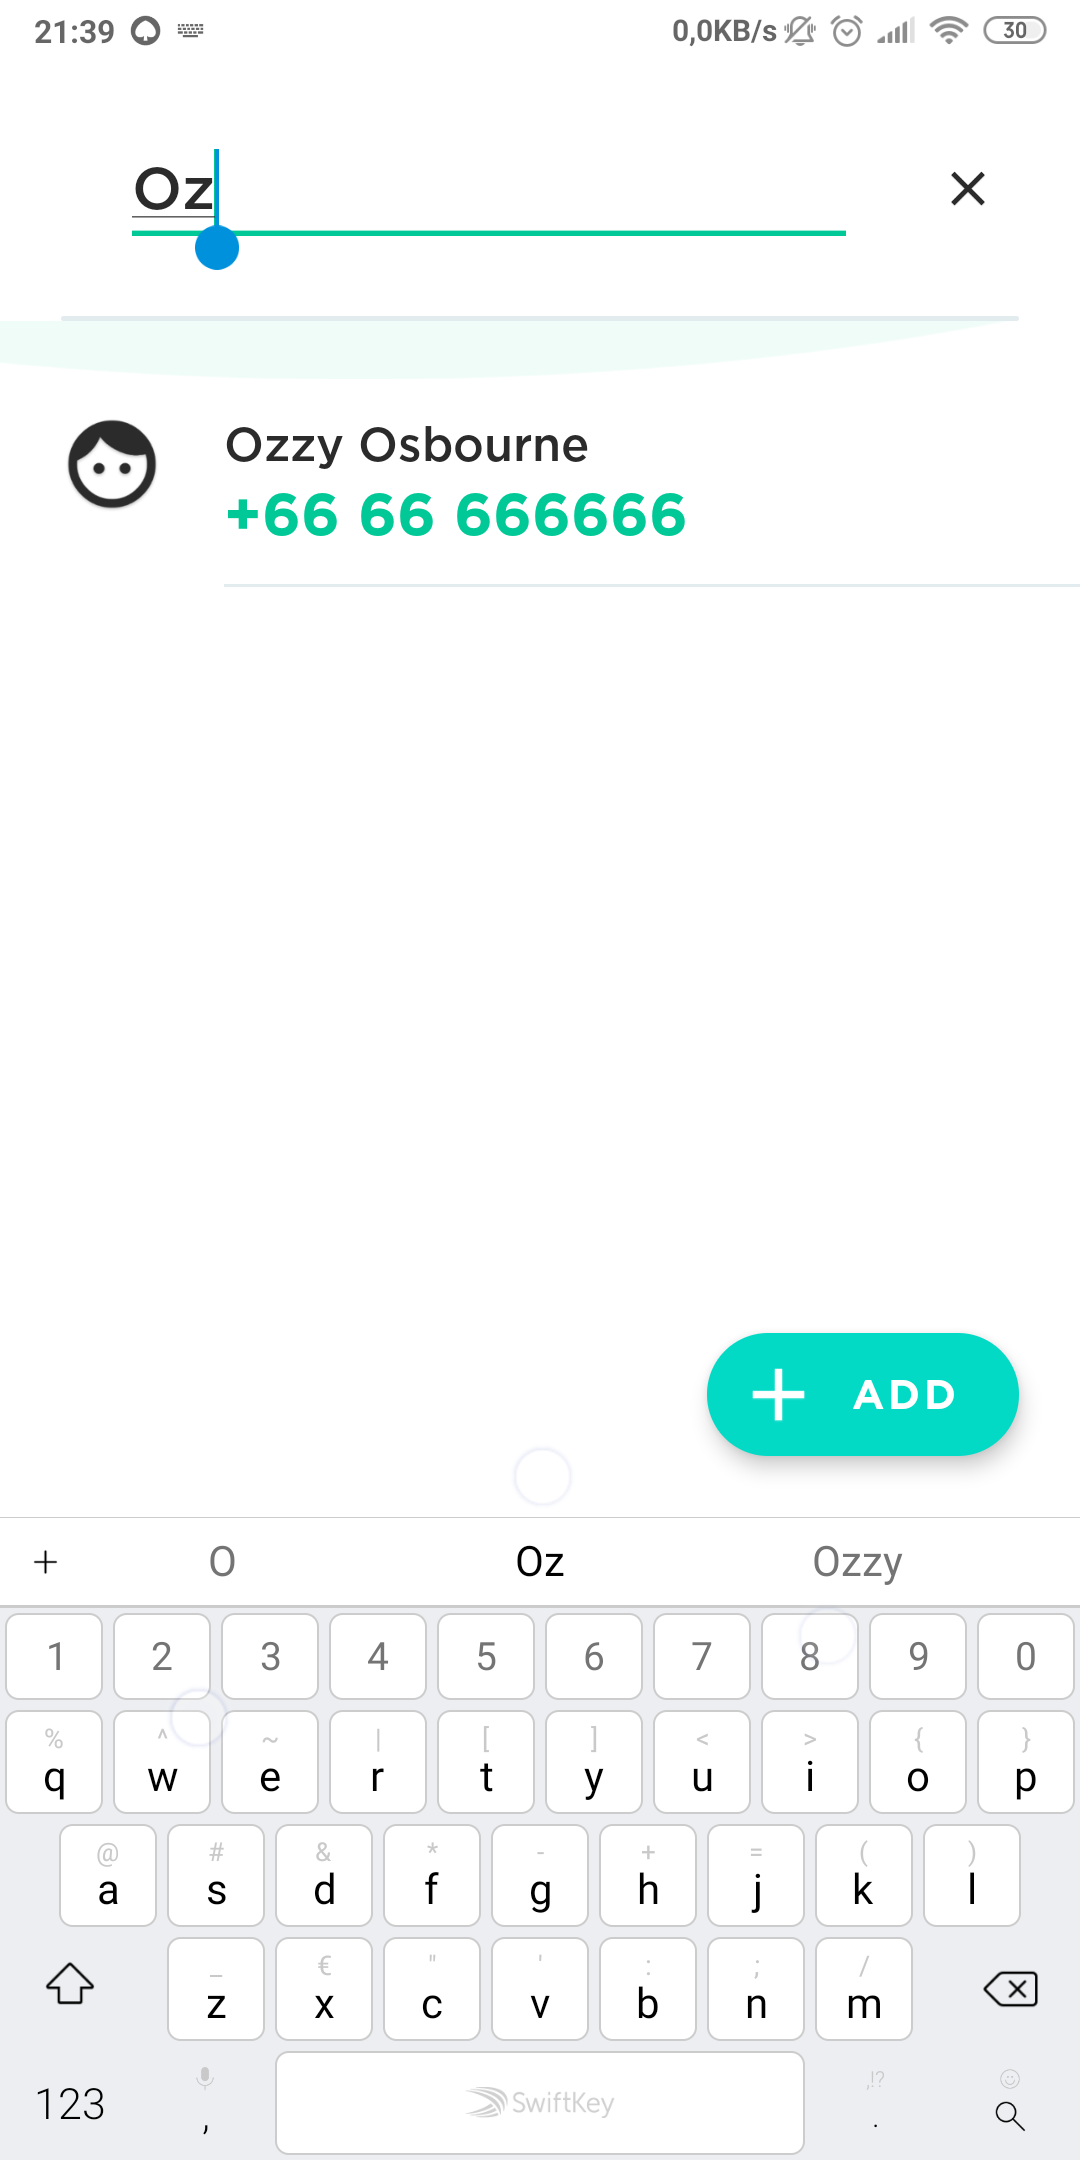 21:39 0,0KB/s 30
Oz
Ozzy Osbourne
+66 66 666666
+ ADD
+ O Oz Ozzy
1 2 3 4 5 6 7 8 9 0
% ^ ~ | [ ] < > { }
q w e r t y u i o p
@ # & * - + = ( )
a s d f g h j k l
_ € " ' : ; /
z x c v b n m
,!?
123 , SwiftKey .